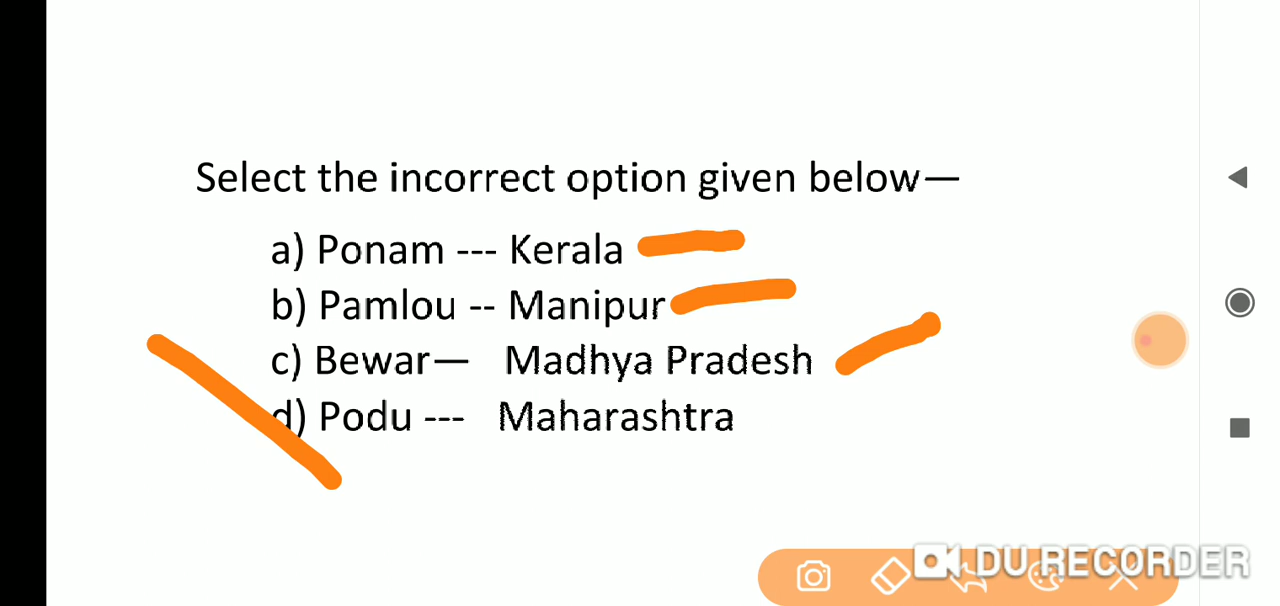 Select the incorrect option given below—
a) Ponam --- Kerala
b) Pamlou -- Manipur
c) Bewar— Madhya Pradesh
d) Podu --- Maharashtra
DU RECORDER